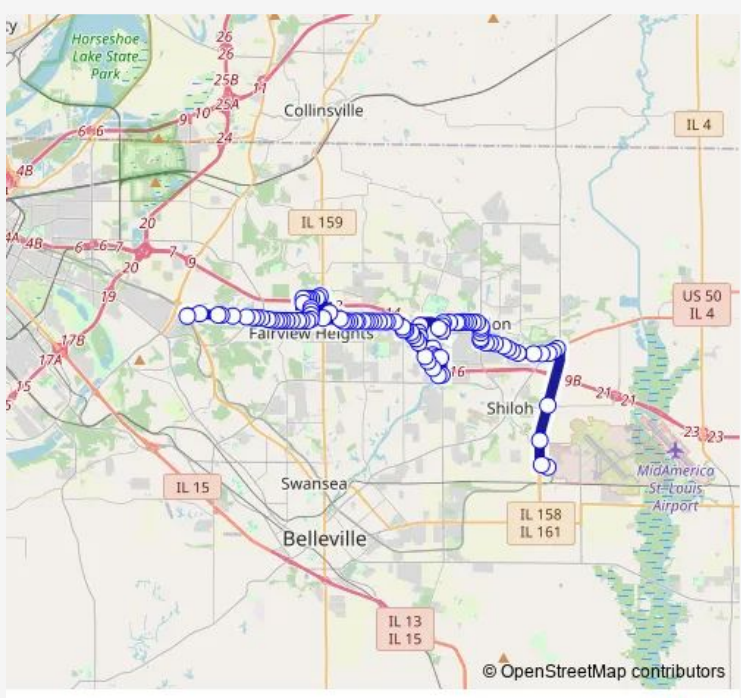 Horseshoe
Lake State
Park
26
26
25B
11
25A
10
9
6
6
24
4B
Collinsville
IL 4
IL 159
20
4A
4B
6
6
7
7
9
20
19
US 50
IL 4
Fairview Heights
17B
17A
16
15
9B
21
21
Shiloh
23
23
MidAmerica
St. Louis
Airport
IL 15
Swansea
IL 158
IL 161
Belleville
IL 13
IL 15
© OpenStreetMap contributors